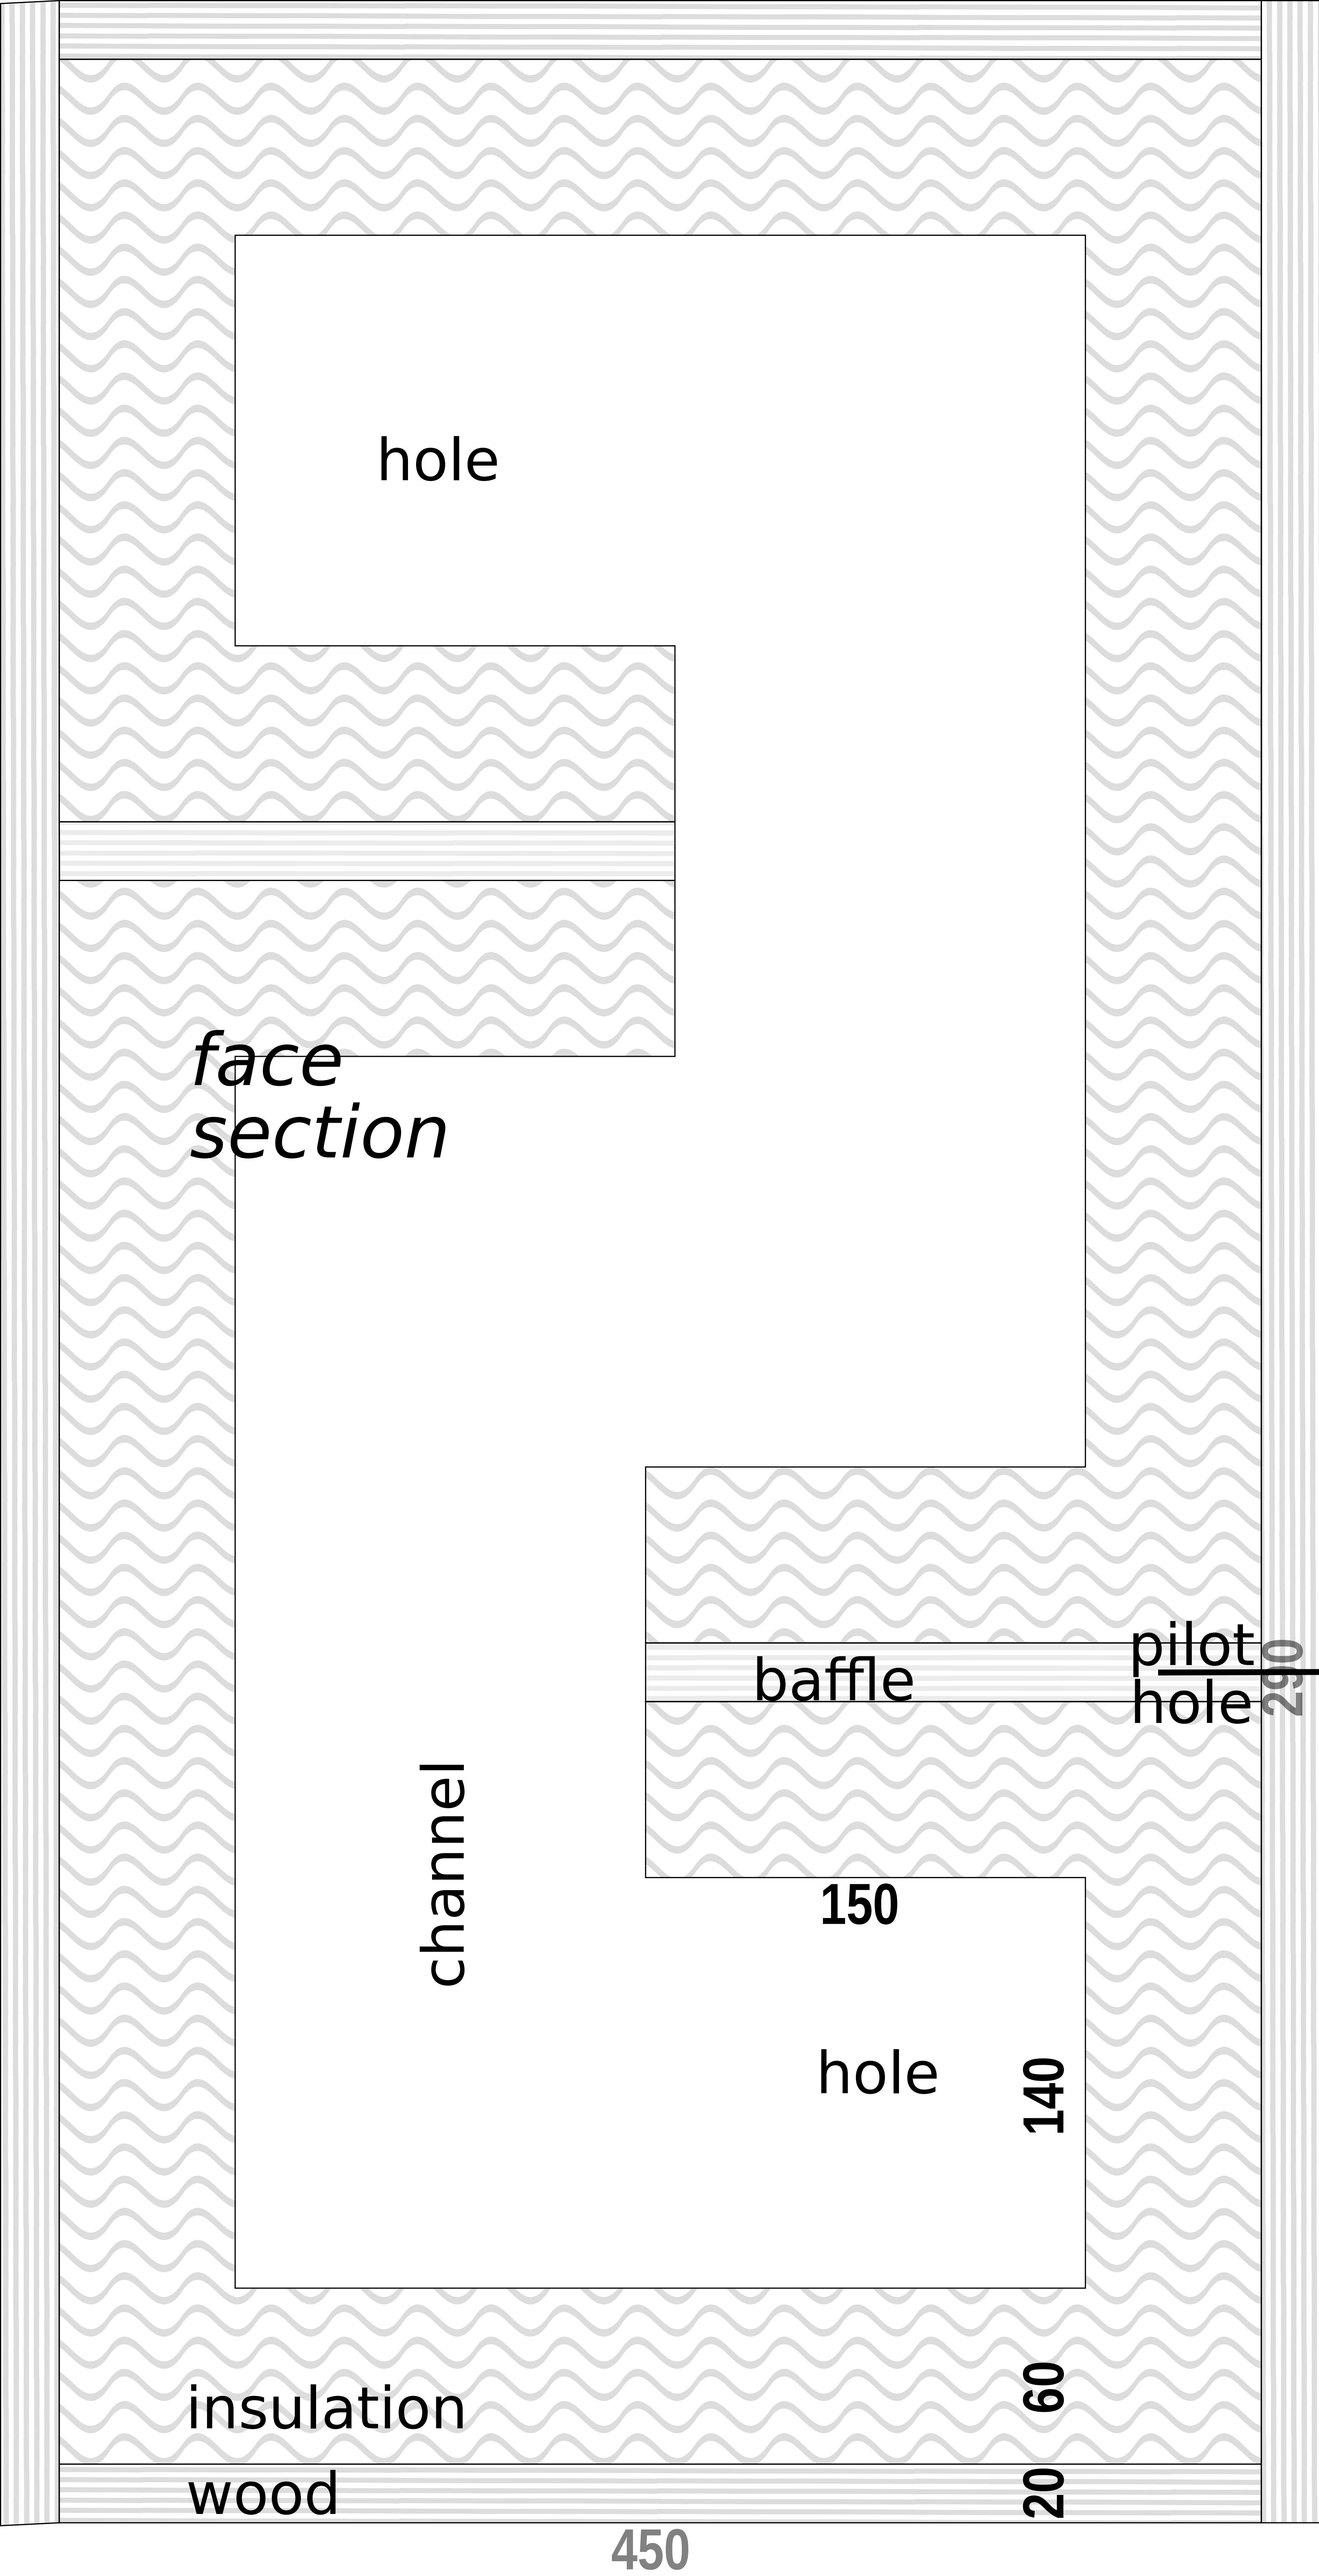 hole
face
section
pilot
hole
290
baffle
channel
150
hole
140
insulation
60
wood
20
450